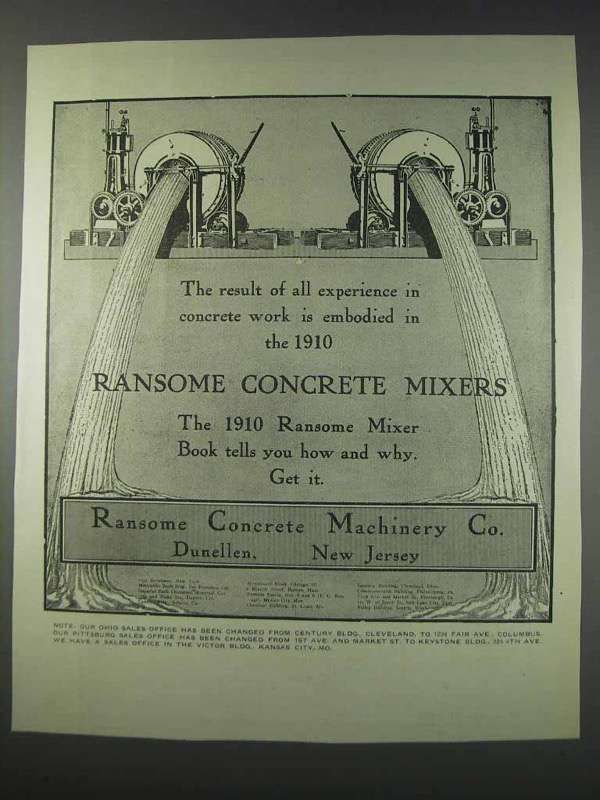 The result of all experience in
concrete work is embodied in
the 1910
RANSOME CONCRETE MIXERS
The 1910 Ransome Mixer
Book tells you how and why.
Get it.
Ransome Concrete Machinery Co.
Dunellen, New Jersey
NOTE: OUR OHIO SALES OFFICE HAS BEEN CHANGED FROM CENTURY BLDG., CLEVELAND, TO FAIR AVE., COLUMBUS.
OUR PITTSBURG SALES OFFICE HAS BEEN CHANGED FROM 1ST AVE. AND MARKET ST. TO KEYSTONE BLDG., 4TH AVE.
WE HAVE A SALES OFFICE IN THE VICTOR BLDG., KANSAS CITY, MO.